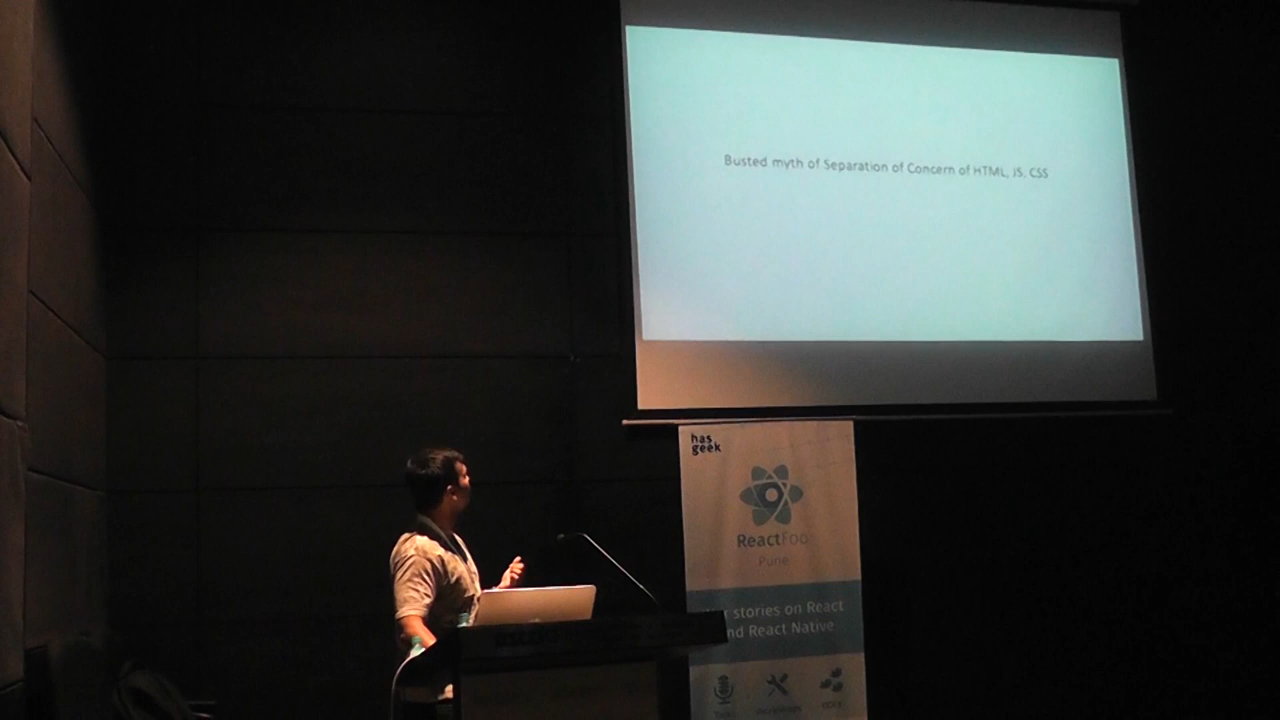 Busted myth of Separation of Concern of HTML, JS, CSS
has
geek
ReactFoo
Pune
stories on React
React Native